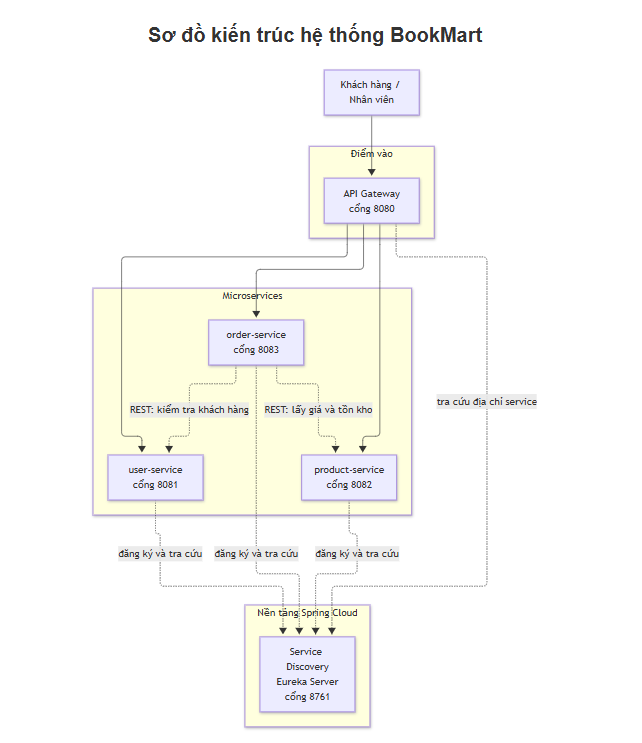 Sơ đồ kiến trúc hệ thống BookMart
Khách hàng /
Nhân viên
Điểm vào
API Gateway
cổng 8080
Microservices
order-service
cổng 8083
REST: kiểm tra khách hàng
REST: lấy giá và tồn kho
tra cứu địa chỉ service
user-service
cổng 8081
product-service
cổng 8082
đăng ký và tra cứu
đăng ký và tra cứu
đăng ký và tra cứu
Nền tảng Spring Cloud
Service
Discovery
Eureka Server
cổng 8761